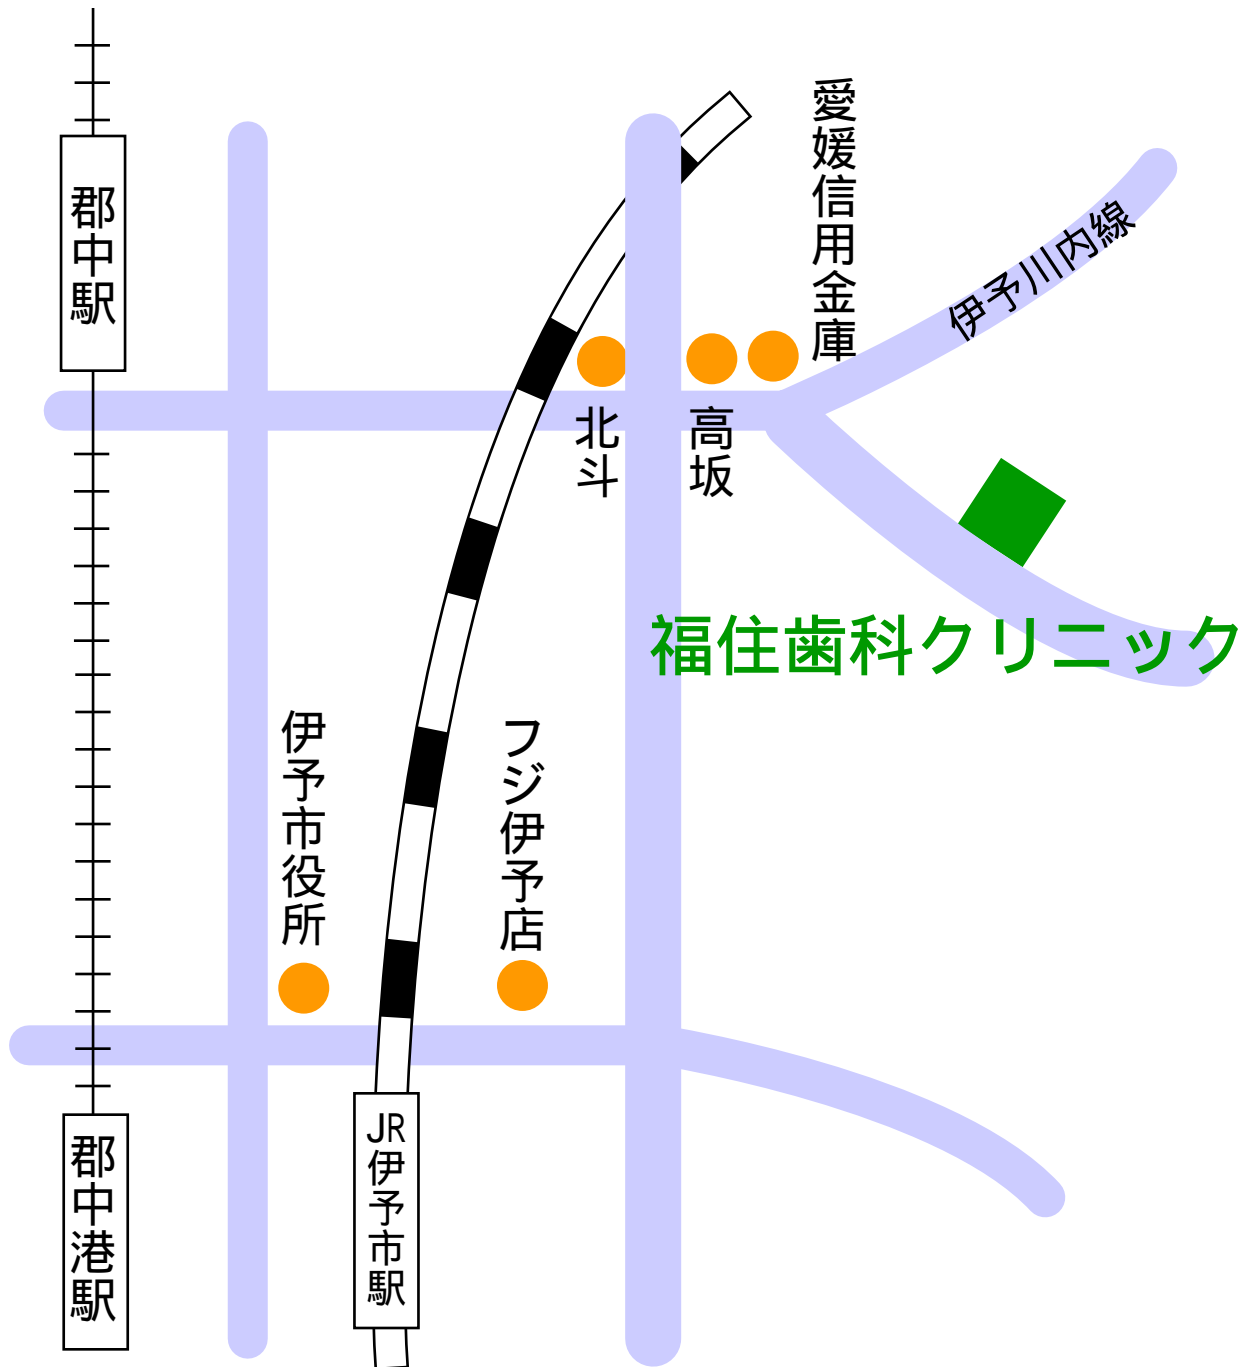 愛媛信用金庫
郡中駅
伊予川内線
北斗
高坂
福住歯科クリニック
伊予市役所
フジ伊予店
JR伊予市駅
郡中港駅